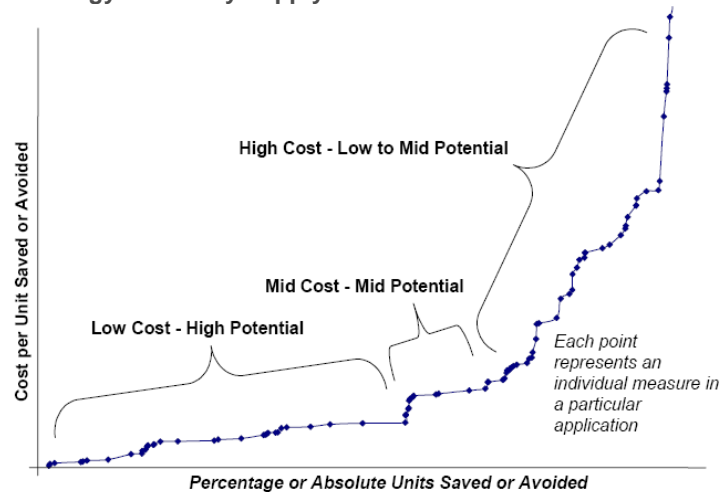 High Cost - Low to Mid Potential
Mid Cost - Mid Potential
Low Cost - High Potential
Cost per Unit Saved or Avoided
Each point
represents an
individual measure in
a particular
application
Percentage or Absolute Units Saved or Avoided